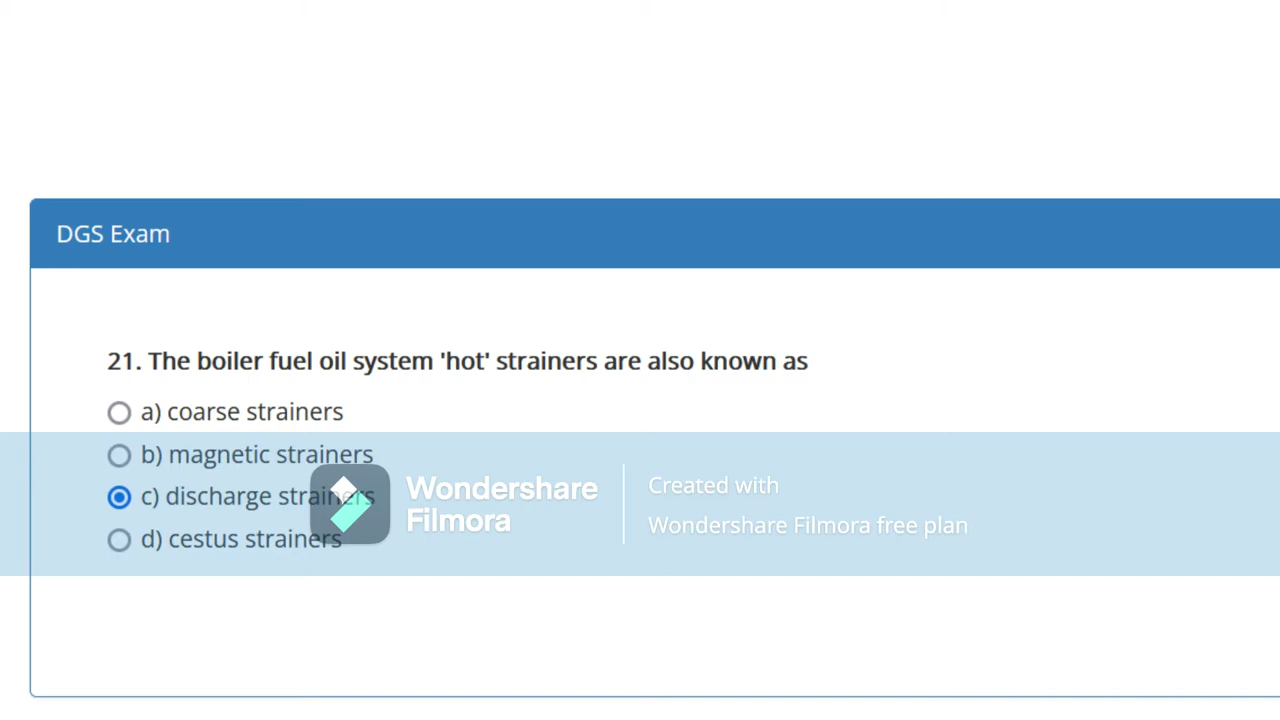 DGS Exam
21. The boiler fuel oil system 'hot' strainers are also known as
a) coarse strainers
b) magnetic strainers
c) discharge strainers
d) cestus strainers
Wondershare
Filmora
Created with
Wondershare Filmora free plan